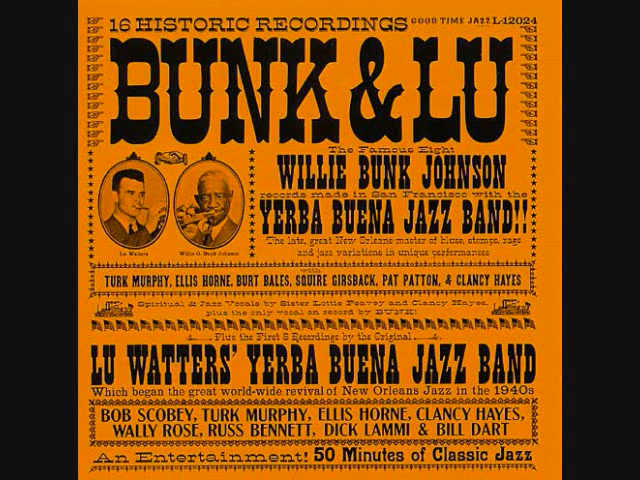 16 HISTORIC RECORDINGS GOOD TIME JAZZ L-12024
BUNK & LU
The Famous Eight
WILLIE BUNK JOHNSON
records made in San Francisco with the
YERBA BUENA JAZZ BAND!!
The late, great New Orleans master of blues, stomps, rags
and jazz variations in unique performances
Lu Watters
Willie G. Bunk Johnson
with
TURK MURPHY, ELLIS HORNE, BURT BALES, SQUIRE GIRSBACK, PAT PATTON, & CLANCY HAYES
Spiritual & Jazz Vocals by Sister Lottie Peavey and Clancy Hayes,
plus the only vocal on record by BUNK!
Plus the First 8 Recordings by the Original
LU WATTERS' YERBA BUENA JAZZ BAND
Which began the great world-wide revival of New Orleans Jazz in the 1940s
BOB SCOBEY, TURK MURPHY, ELLIS HORNE, CLANCY HAYES,
WALLY ROSE, RUSS BENNETT, DICK LAMMI & BILL DART
An Entertainment! 50 Minutes of Classic Jazz